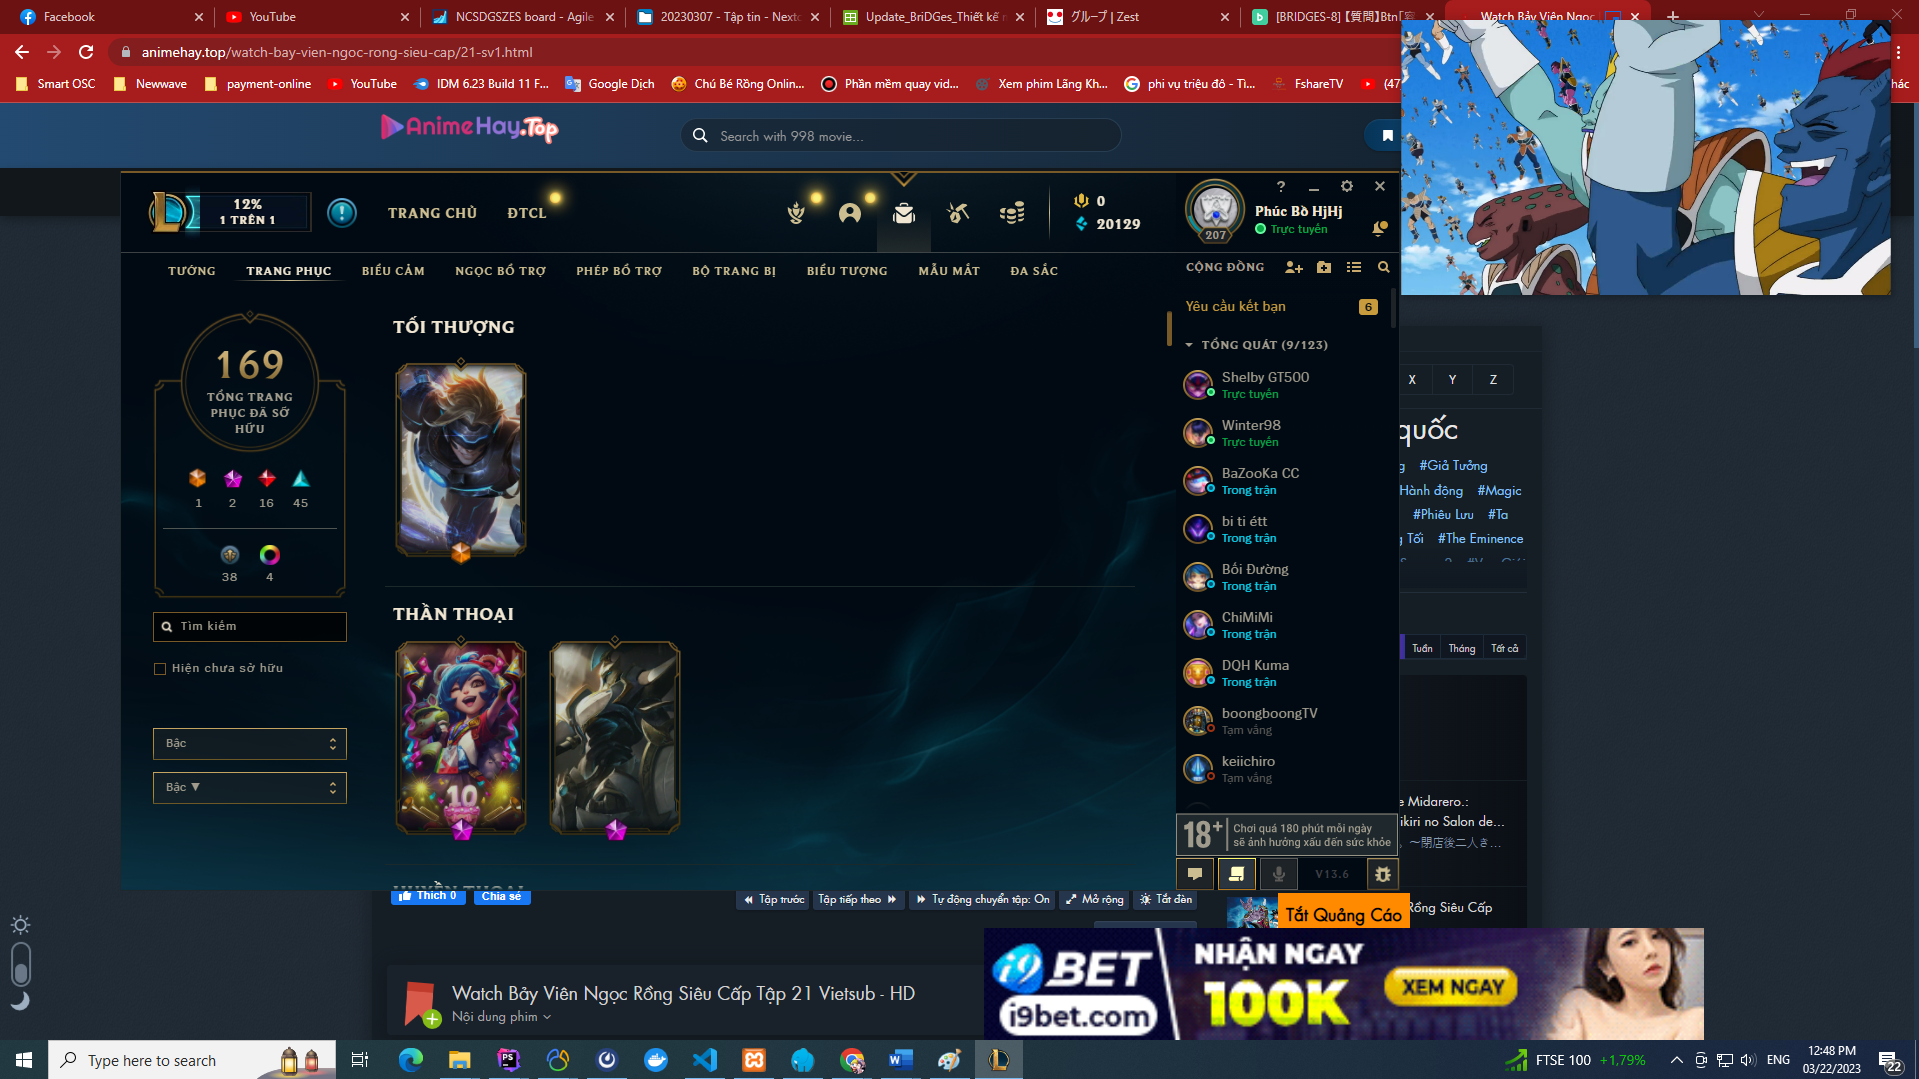 Facebook
YouTube
NCSDGSZES board - Agile
20230307 - Tập tin - Nextc
Update_BriDGes_Thiết kế r
グループ | Zest
[BRIDGES-8]【質問】Btn「容
Watch Bảy Viên Ngọc
animehay.top/watch-bay-vien-ngoc-rong-sieu-cap/21-sv1.html
Smart OSC
Newwave
payment-online
YouTube
IDM 6.23 Build 11 F...
Google Dịch
Chú Bé Rồng Onlin...
Phần mềm quay vid...
Xem phim Lãng Kh...
phi vụ triệu đô - Tì...
FshareTV
(47
hác
AnimeHay.Top
Search with 998 movie...
12%
1 TRÊN 1
TRANG CHỦ
ĐTCL
0
20129
207
Phúc Bồ HjHj
Trực tuyến
TƯỚNG
TRANG PHỤC
BIỂU CẢM
NGỌC BỔ TRỢ
PHÉP BỔ TRỢ
BỘ TRANG BỊ
BIỂU TƯỢNG
MẪU MẮT
ĐA SẮC
CỘNG ĐỒNG
169
TỔNG TRANG
PHỤC ĐÃ SỞ
HỮU
1
2
16
45
38
4
Tìm kiếm
Hiện chưa sở hữu
Bậc
Bậc ▼
TỐI THƯỢNG
THẦN THOẠI
10
HUYỀN THOẠI
Yêu cầu kết bạn
6
TỔNG QUÁT (9/123)
Shelby GT500
Trực tuyến
Winter98
Trực tuyến
BaZooKa CC
Trong trận
bi ti étt
Trong trận
Bối Đường
Trong trận
ChiMiMi
Trong trận
DQH Kuma
Trong trận
boongboongTV
Tạm vắng
keiichiro
Tạm vắng
18+
Chơi quá 180 phút mỗi ngày
sẽ ảnh hưởng xấu đến sức khỏe
V13.6
X
Y
Z
quốc
g #Giả Tưởng
Hành động #Magic
#Phiêu Lưu #Ta
g Tối #The Eminence
Tuần
Tháng
Tất cả
e Midarero.:
ikiri no Salon de...
。～閉店後二人き...
Rồng Siêu Cấp
Thích 0
Chia sẻ
Tập trước
Tập tiếp theo
Tự động chuyển tập: On
Mở rộng
Tắt đèn
Tắt Quảng Cáo
Watch Bảy Viên Ngọc Rồng Siêu Cấp Tập 21 Vietsub - HD
Nội dung phim
i9BET
i9bet.com
NHẬN NGAY
100K
XEM NGAY
Type here to search
FTSE 100 +1.79%
ENG
12:48 PM
03/22/2023
22